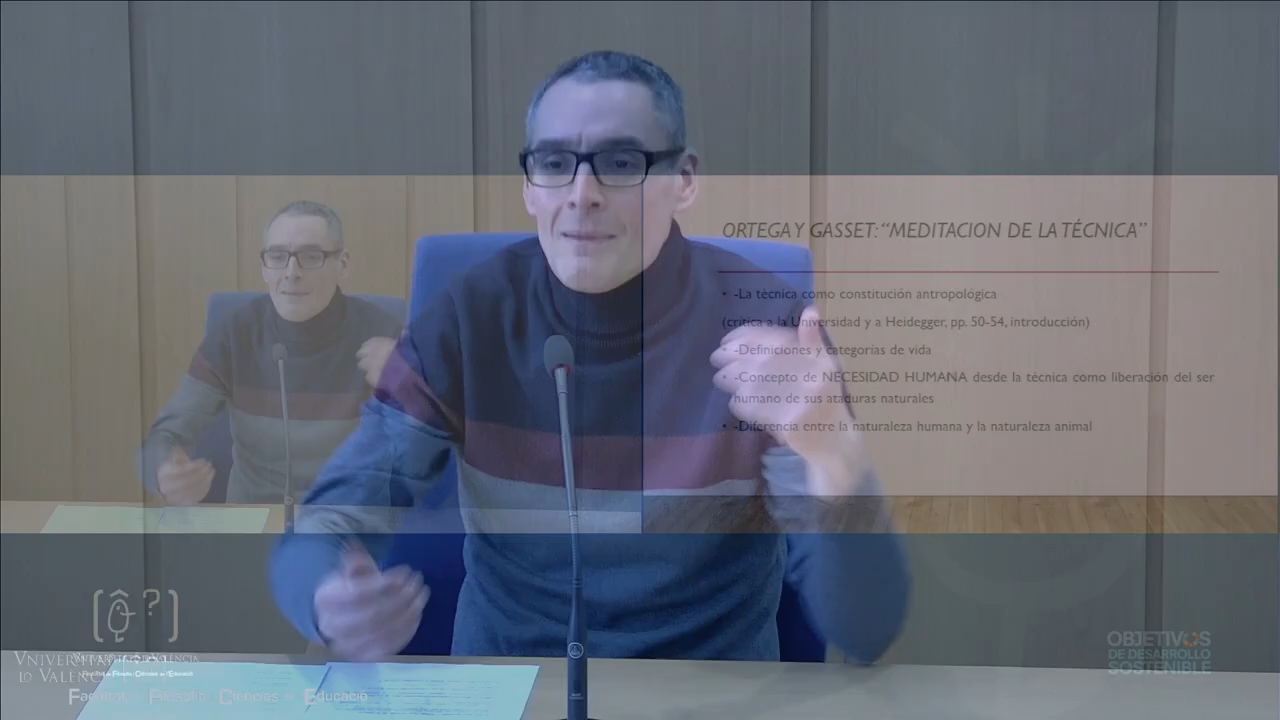 ORTEGA Y GASSET: “MEDITACION DE LA TÉCNICA”
• -La técnica como constitución antropológica
(crítica a la Universidad y a Heidegger, pp. 50-54, introducción)
• -Definiciones y categorías de vida
• -Concepto de NECESIDAD HUMANA desde la técnica como liberación del ser
humano de sus ataduras naturales
• -Diferencia entre la naturaleza humana y la naturaleza animal
[ ?]
VNIVERSITAT
Facultat de Filosofia i Ciències de l'Educació
OBJETIVOS
DE DESARROLLO
SOSTENIBLE